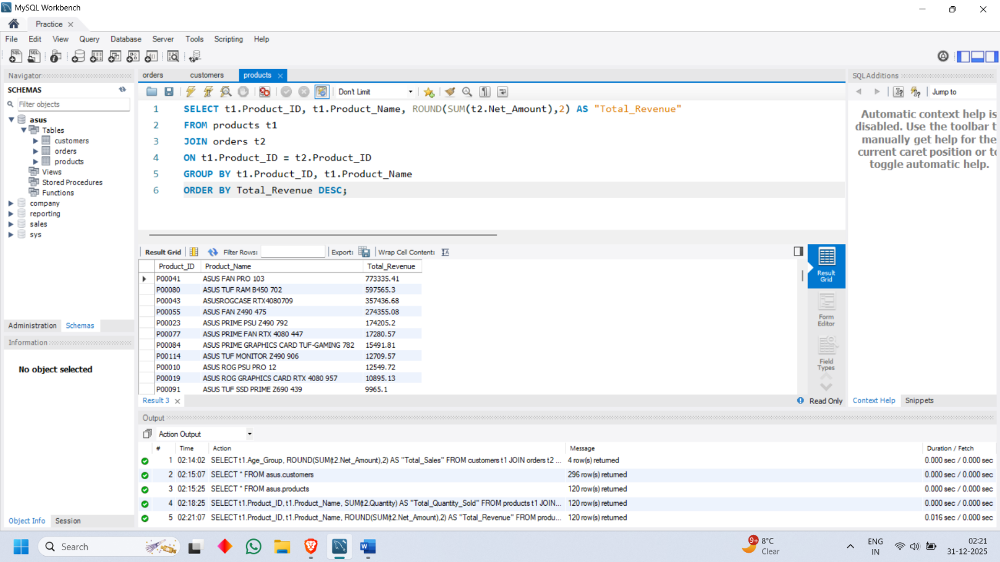 MySQL Workbench
Practice
File Edit View Query Database Server Tools Scripting Help
Navigator
SCHEMAS
Filter objects
asus
Tables
customers
orders
products
Views
Stored Procedures
Functions
company
reporting
sales
sys
Administration Schemas
Information
No object selected
Object Info Session
orders customers products
Don't Limit
1 SELECT t1.Product_ID, t1.Product_Name, ROUND(SUM(t2.Net_Amount),2) AS "Total_Revenue"
2 FROM products t1
3 JOIN orders t2
4 ON t1.Product_ID = t2.Product_ID
5 GROUP BY t1.Product_ID, t1.Product_Name
6 ORDER BY Total_Revenue DESC;
Result Grid Filter Rows: Export: Wrap Cell Content:
Product_ID Product_Name Total_Revenue
P00041 ASUS FAN PRO 103 773335.41
P00080 ASUS TUF RAM B450 702 597565.3
P00043 ASUSROGCASE RTX4080709 357436.68
P00055 ASUS FAN Z490 475 274355.08
P00023 ASUS PRIME PSU Z490 792 174205.2
P00077 ASUS PRIME FAN RTX 4080 447 17280.57
P00084 ASUS PRIME GRAPHICS CARD TUF-GAMING 782 15491.81
P00114 ASUS TUF MONITOR Z490 906 12709.57
P00010 ASUS ROG PSU PRO 12 12549.72
P00019 ASUS ROG GRAPHICS CARD RTX 4080 957 10895.13
P00091 ASUS TUF SSD PRIME Z690 439 9965.1
Result Grid
Form Editor
Field Types
Result 3
Read Only
SQLAdditions
Jump to
Automatic context help is
disabled. Use the toolbar t
manually get help for the
current caret position or to
toggle automatic help.
Context Help Snippets
Output
Action Output
# Time Action Message Duration / Fetch
1 02:14:02 SELECT t1.Age_Group, ROUND(SUM(t2.Net_Amount),2) AS "Total_Sales" FROM customers t1 JOIN orders t2 ... 4 row(s) returned 0.000 sec / 0.000 sec
2 02:15:07 SELECT * FROM asus.customers 296 row(s) returned 0.000 sec / 0.000 sec
3 02:15:25 SELECT * FROM asus.products 120 row(s) returned 0.000 sec / 0.000 sec
4 02:18:25 SELECT t1.Product_ID, t1.Product_Name, SUM(t2.Quantity) AS "Total_Quantity_Sold" FROM products t1 JOIN... 120 row(s) returned 0.000 sec / 0.000 sec
5 02:21:07 SELECT t1.Product_ID, t1.Product_Name, ROUND(SUM(t2.Net_Amount),2) AS "Total_Revenue" FROM produ... 120 row(s) returned 0.016 sec / 0.000 sec
Search
9+
8°C
Clear
ENG
IN
02:21
31-12-2025